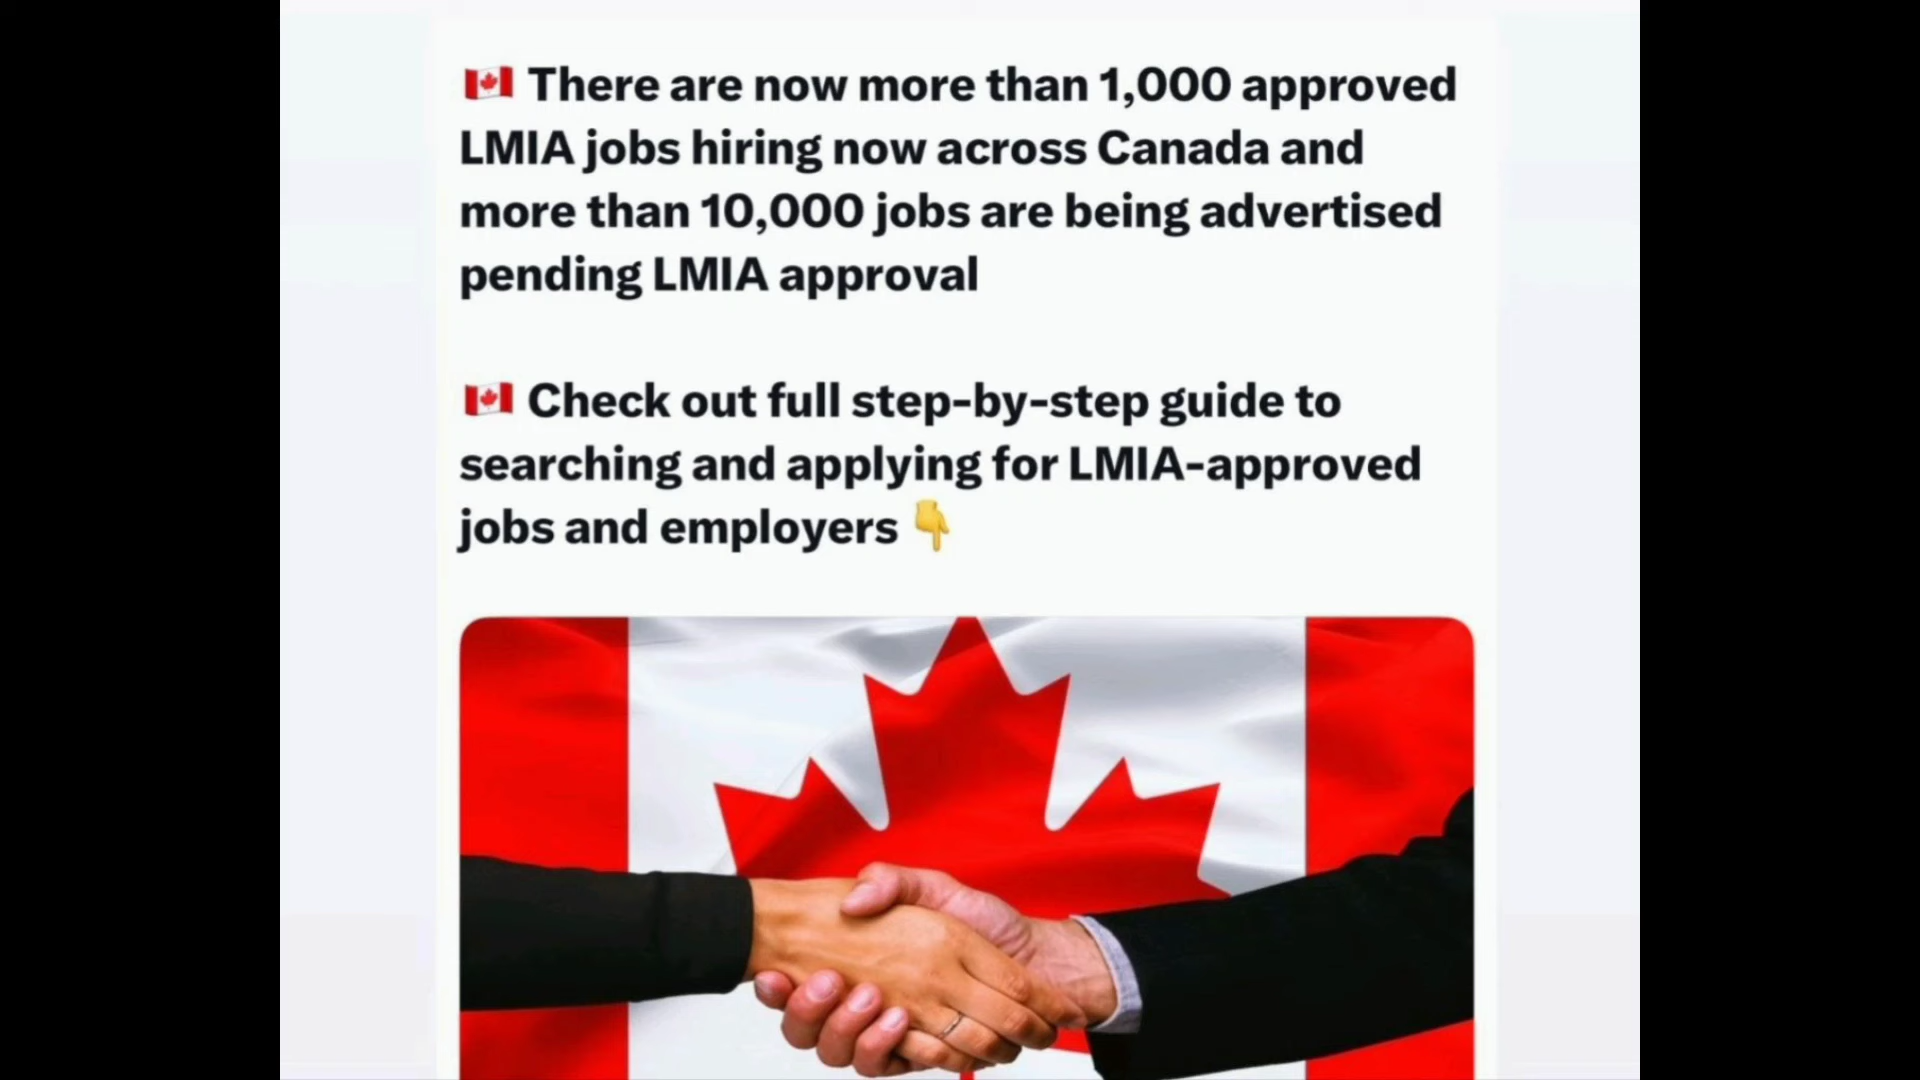 🇨🇦 There are now more than 1,000 approved
LMIA jobs hiring now across Canada and
more than 10,000 jobs are being advertised
pending LMIA approval
🇨🇦 Check out full step-by-step guide to
searching and applying for LMIA-approved
jobs and employers 👇